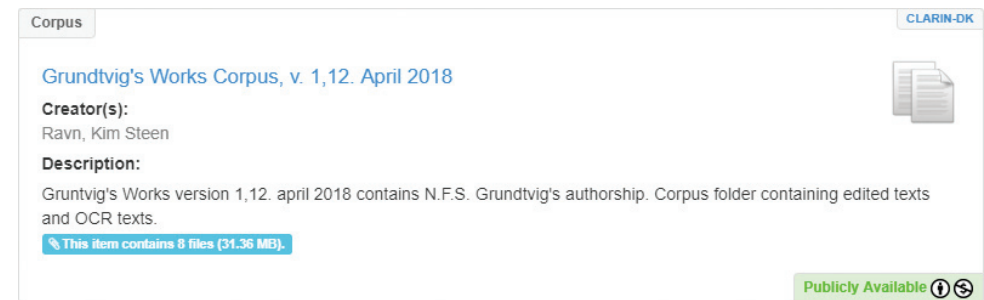 Corpus
CLARIN-DK
Grundtvig's Works Corpus, v. 1,12. April 2018
Creator(s):
Ravn, Kim Steen
Description:
Gruntvig's Works version 1,12. april 2018 contains N.F.S. Grundtvig's authorship. Corpus folder containing edited texts
and OCR texts.
This item contains 8 files (31.36 MB).
Publicly Available